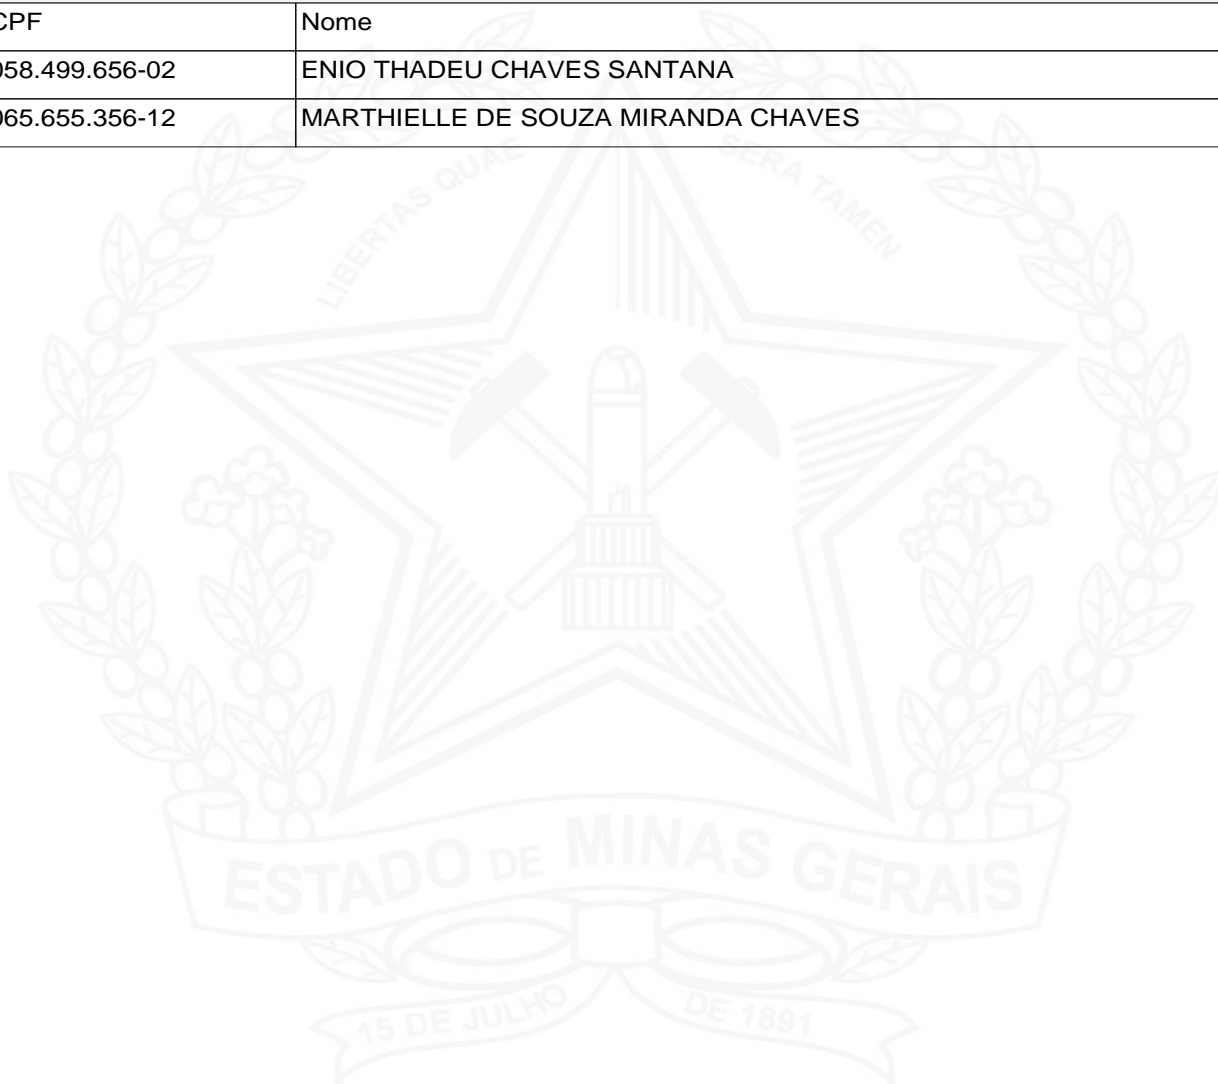 CPF Nome
058.499.656-02 ENIO THADEU CHAVES SANTANA
065.655.356-12 MARTHIELLE DE SOUZA MIRANDA CHAVES
LIBERTAS QUAE SERA TAMEN
ESTADO DE MINAS GERAIS
15 DE JULHO DE 1891